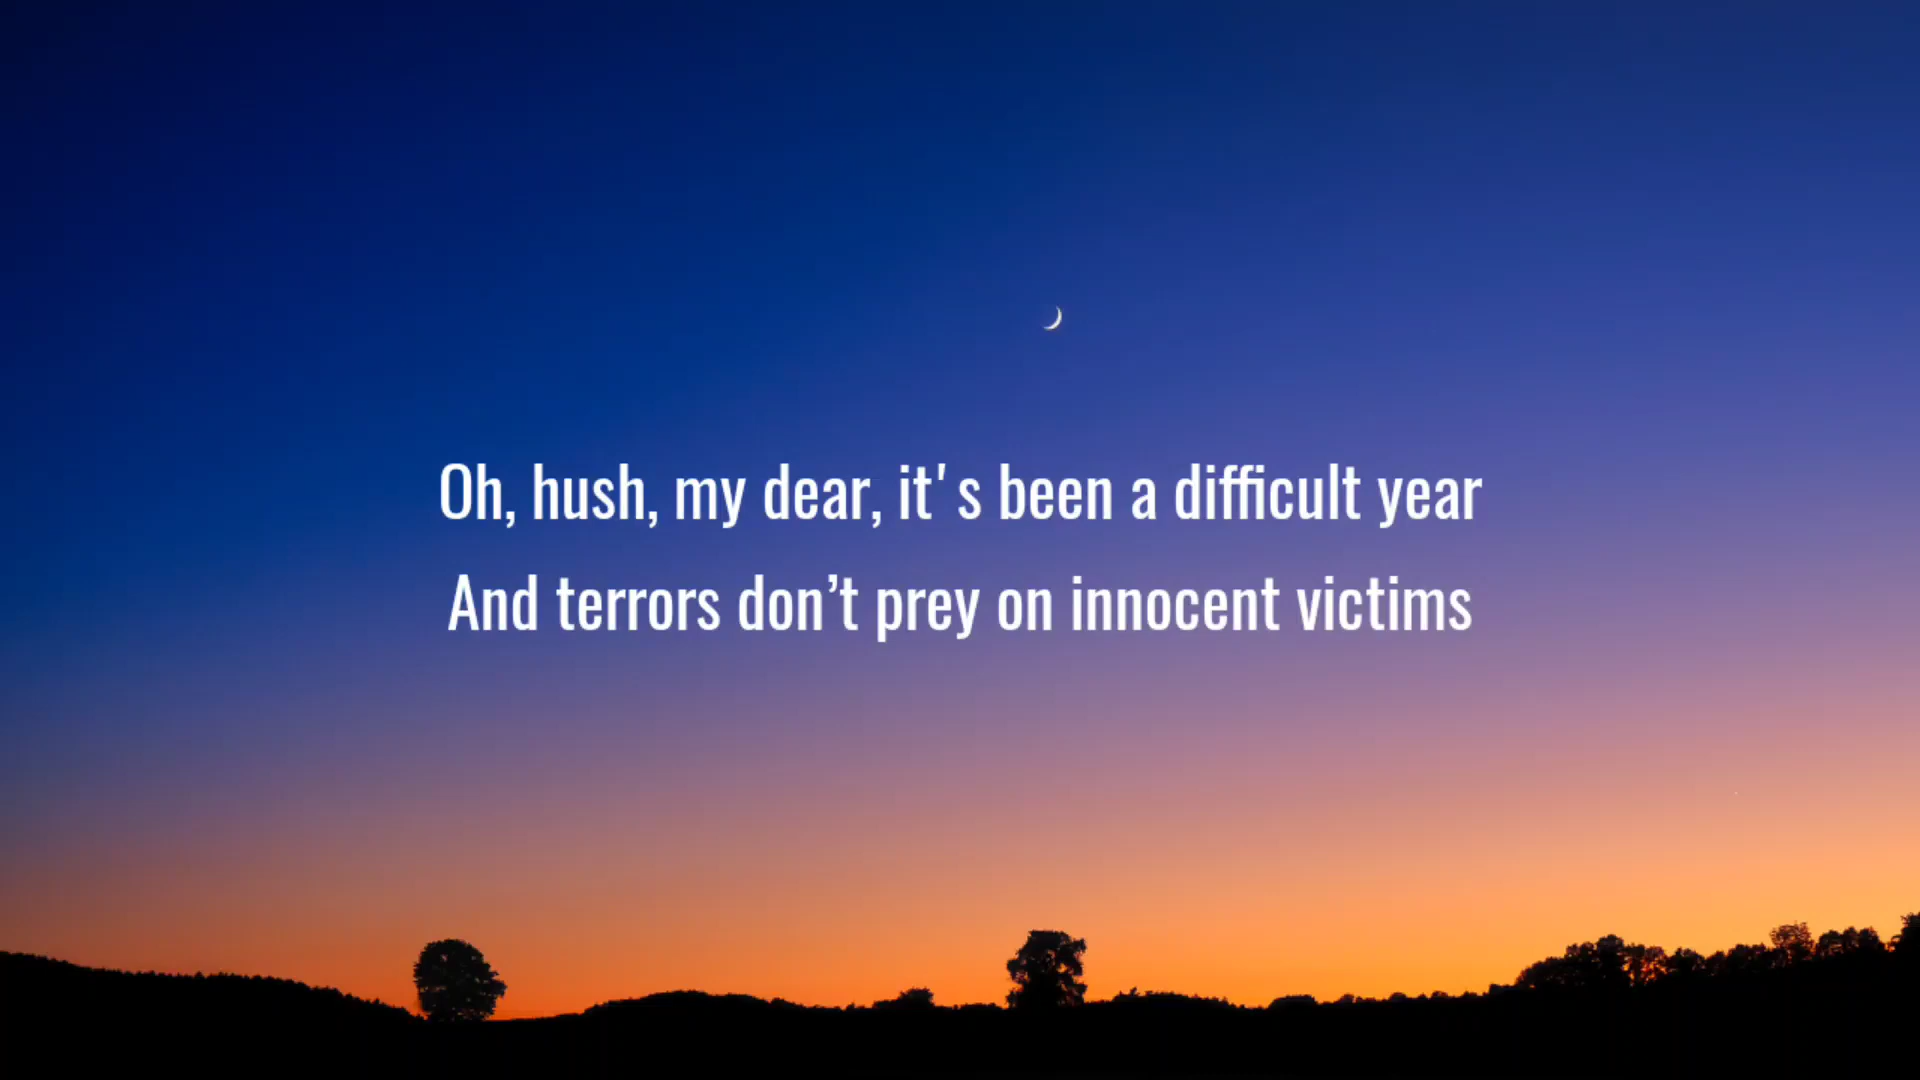 Oh, hush, my dear, it's been a difficult year
And terrors don’t prey on innocent victims